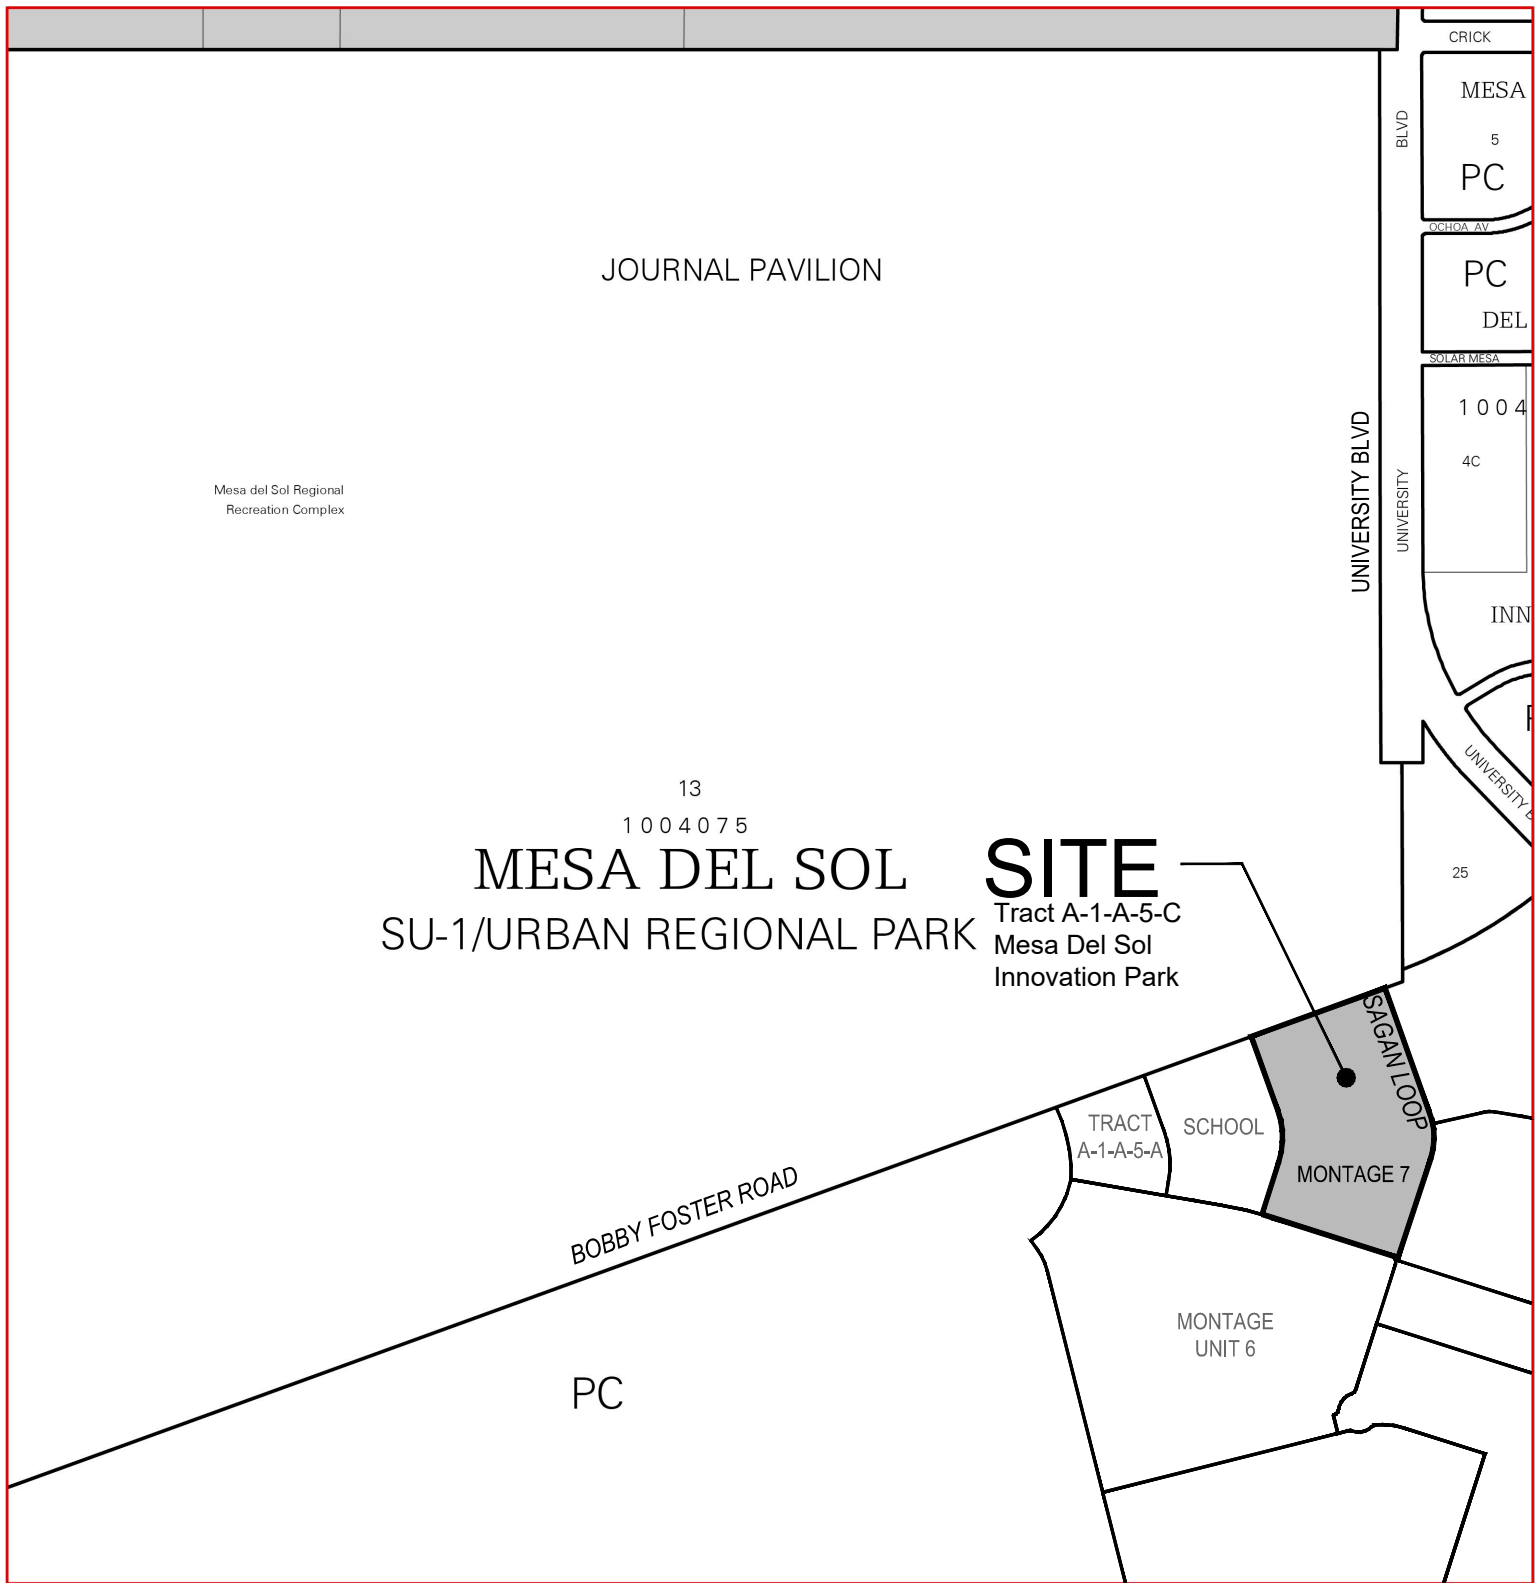 CRICK
MESA
BLVD
5
PC
OCHOA AV
JOURNAL PAVILION
PC
DEL
SOLAR MESA
1004
UNIVERSITY BLVD
4C
UNIVERSITY
Mesa del Sol Regional
Recreation Complex
INN
UNIVERSITY B
13
1004075
MESA DEL SOL
SU-1/URBAN REGIONAL PARK
SITE
Tract A-1-A-5-C
Mesa Del Sol
Innovation Park
25
SAGAN LOOP
TRACT
A-1-A-5-A
SCHOOL
MONTAGE 7
BOBBY FOSTER ROAD
MONTAGE
UNIT 6
PC